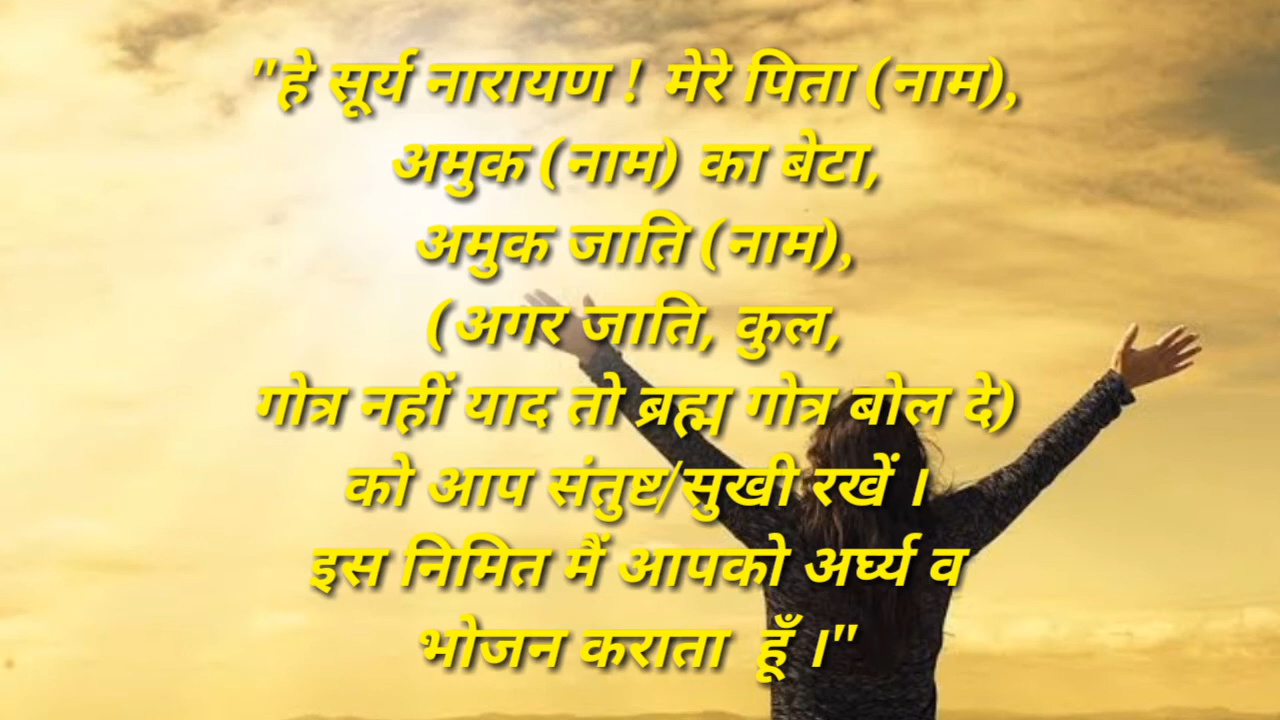 "हे सूर्य नारायण ! मेरे पिता (नाम),
अमुक (नाम) का बेटा,
अमुक जाति (नाम),
(अगर जाति, कुल,
गोत्र नहीं याद तो ब्रह्म गोत्र बोल दे)
को आप संतुष्ट/सुखी रखें ।
इस निमित मैं आपको अर्घ्य व
भोजन कराता हूँ ।"